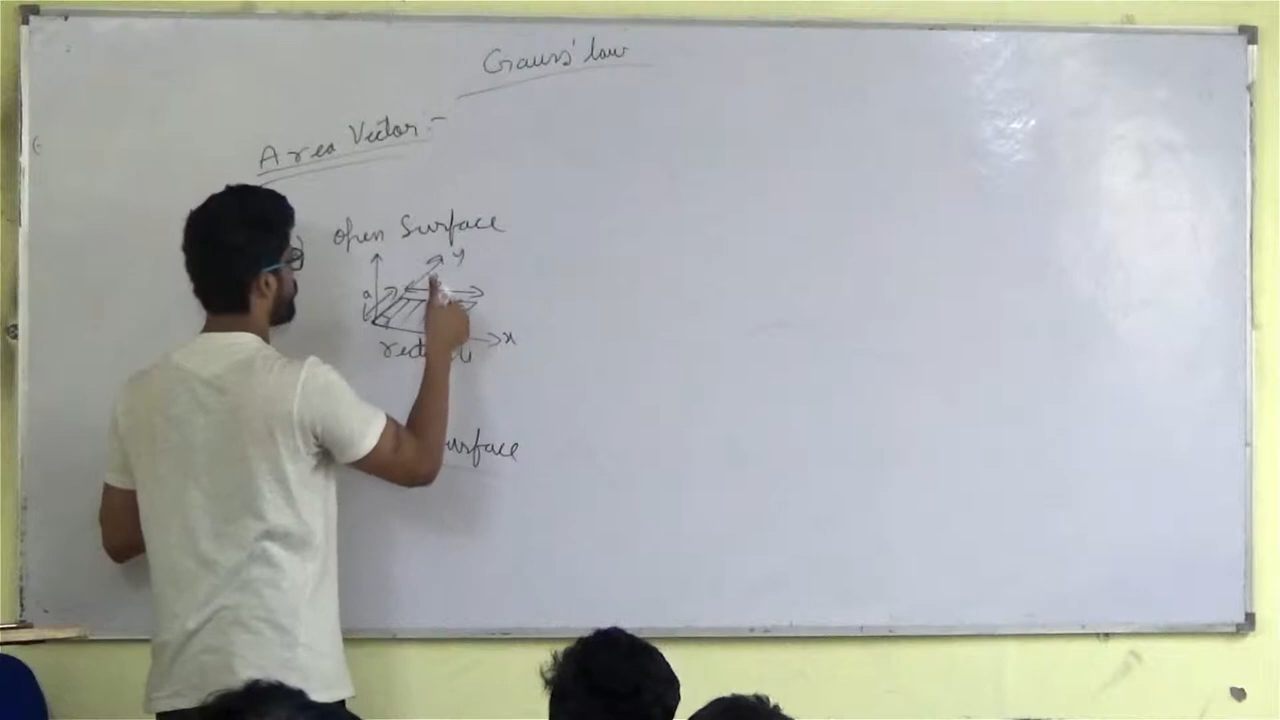 Gauss' law
Area Vector :-
open Surface
y
a
x
urface